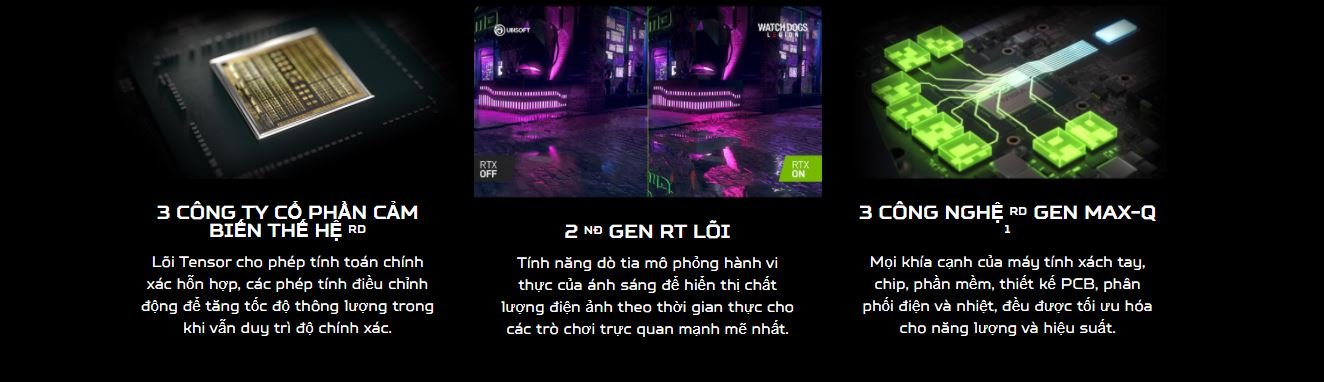 UBISOFT
WATCH DOGS
LEGION
RTX
OFF
RTX
ON
3 CÔNG TY CỔ PHẦN CẢM
BIẾN THẾ HỆ RD
Lõi Tensor cho phép tính toán chính
xác hỗn hợp, các phép tính điều chỉnh
động để tăng tốc độ thông lượng trong
khi vẫn duy trì độ chính xác.
2 NĐ GEN RT LÕI
Tính năng dò tia mô phỏng hành vi
thực của ánh sáng để hiển thị chất
lượng điện ảnh theo thời gian thực cho
các trò chơi trực quan mạnh mẽ nhất.
3 CÔNG NGHỆ RD GEN MAX-Q
1
Mọi khía cạnh của máy tính xách tay,
chip, phần mềm, thiết kế PCB, phân
phối điện và nhiệt, đều được tối ưu hóa
cho năng lượng và hiệu suất.